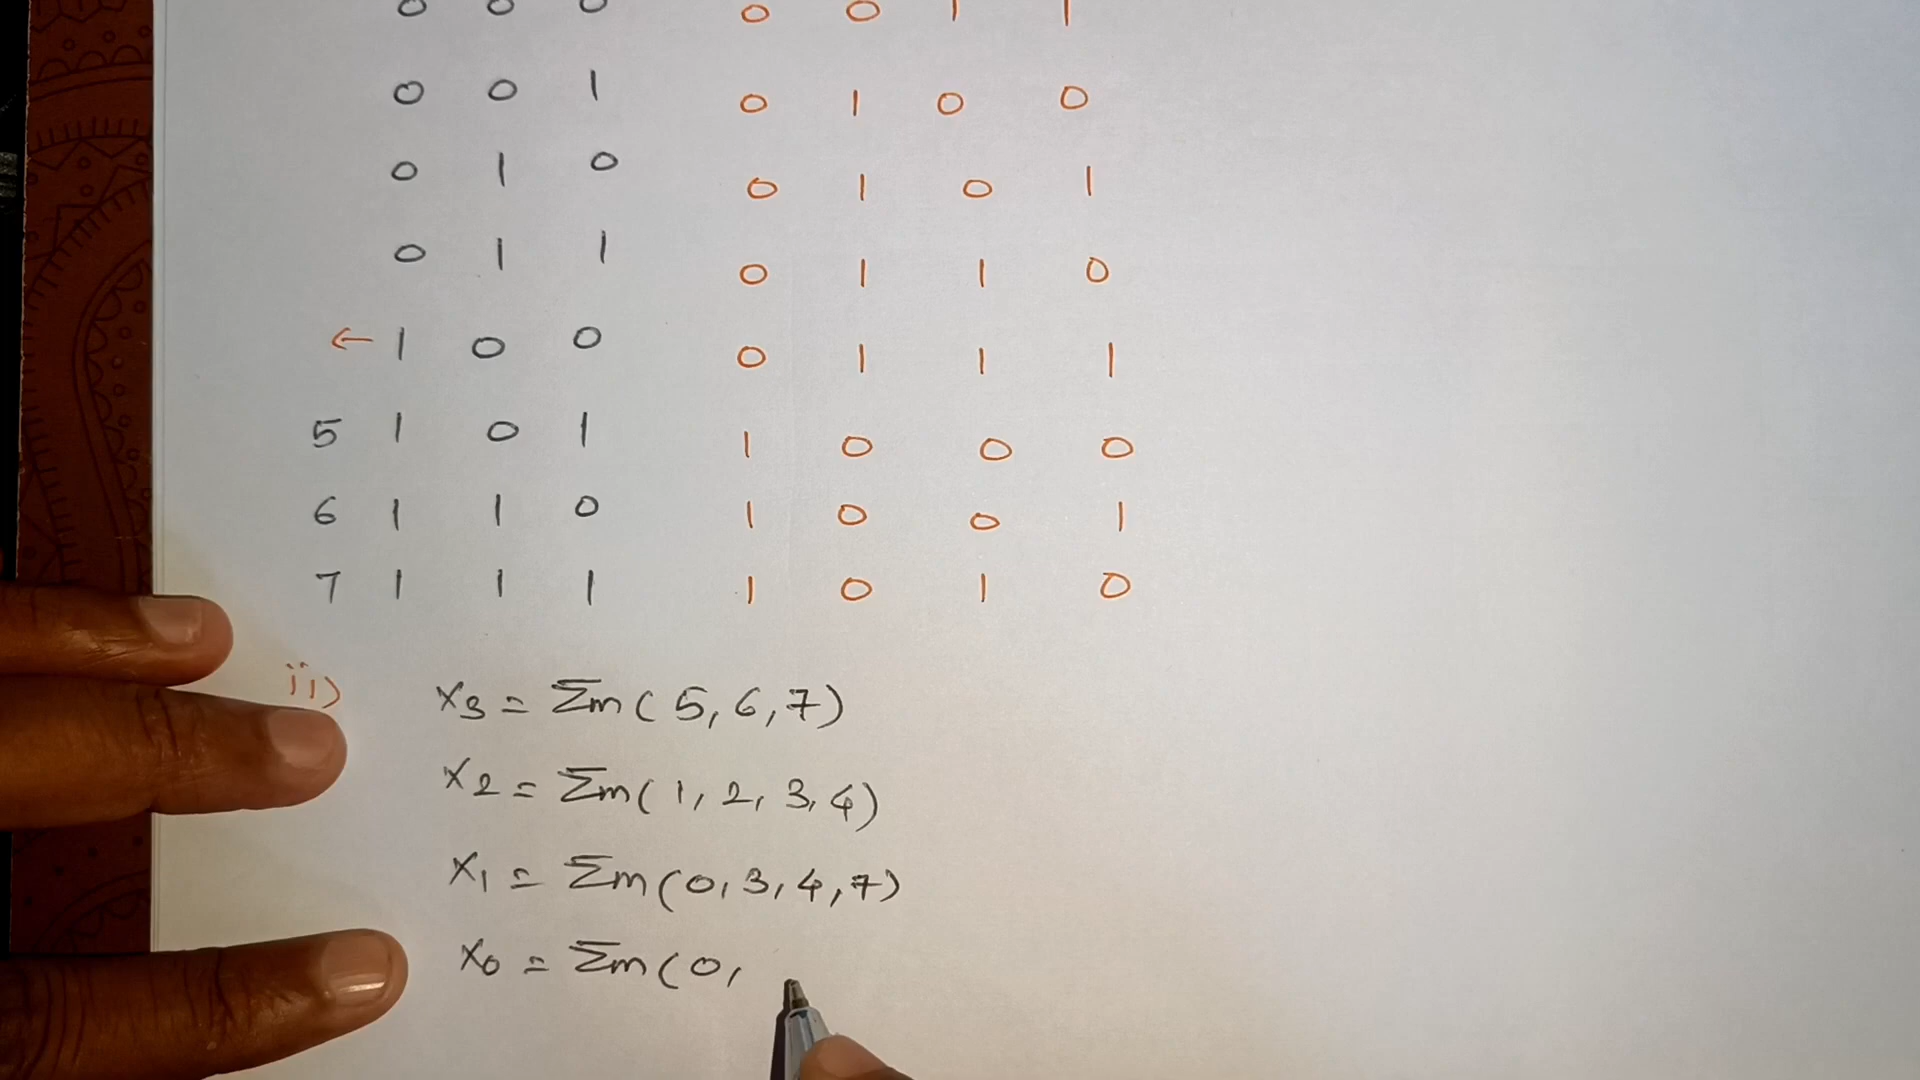 0 0 0 0 0 1 1
0 0 1 0 1 0 0
0 1 0 0 1 0 1
0 1 1 0 1 1 0
← 1 0 0 0 1 1 1
5 1 0 1 1 0 0 0
6 1 1 0 1 0 0 1
7 1 1 1 1 0 1 0
ii) X3 = Σm( 5, 6, 7)
X2 = Σm( 1, 2, 3, 4)
X1 = Σm(0, 3, 4, 7)
X0 = Σm(0,